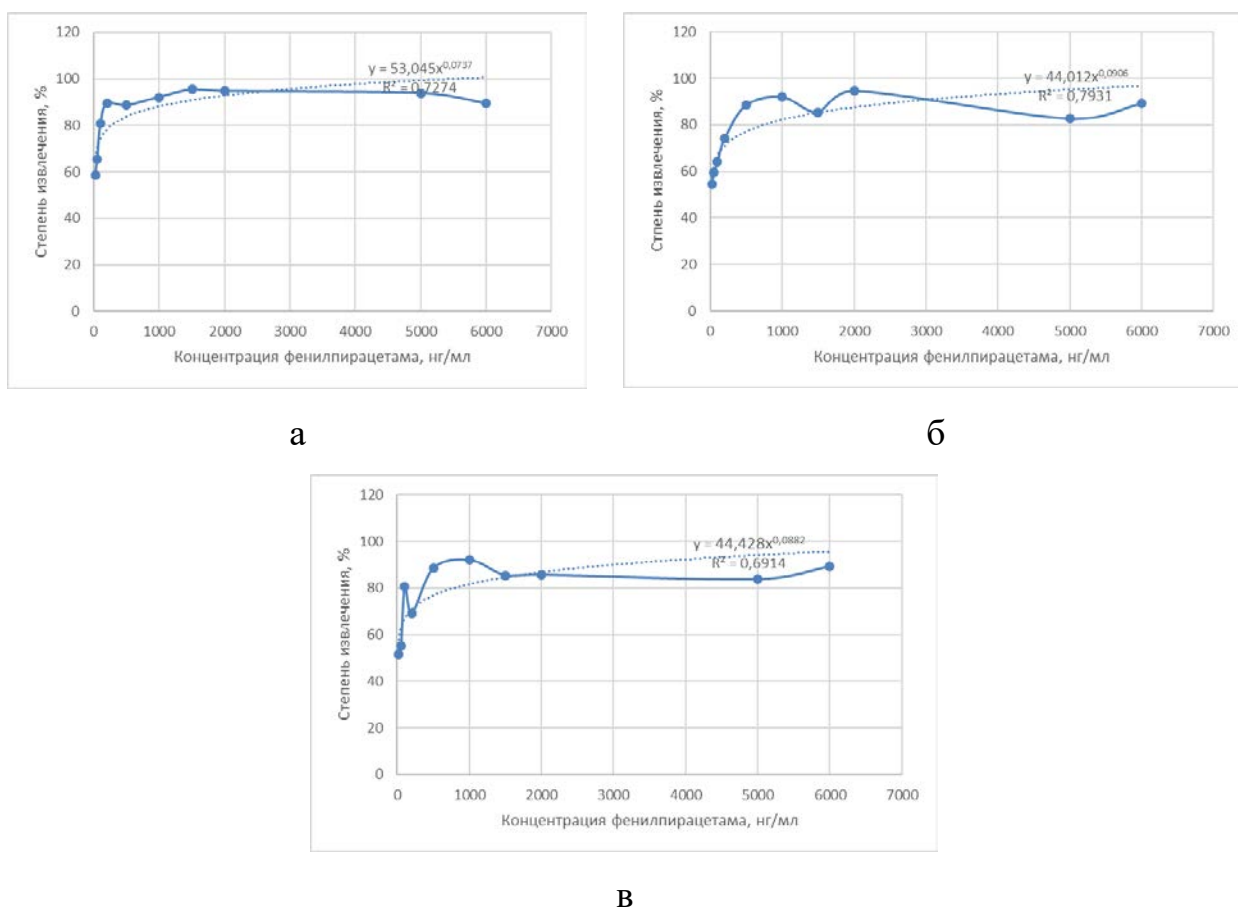 120
100
80
60
40
20
0
y = 53,045x^0,0737
R² = 0,7274
0 1000 2000 3000 4000 5000 6000 7000
Степень извлечения, %
Концентрация фенилпирацетама, нг/мл
а
120
100
80
60
40
20
0
y = 44,012x^0,0906
R² = 0,7931
0 1000 2000 3000 4000 5000 6000 7000
Стпень извлечения, %
Концентрация фенилпирацетама, нг/мл
б
120
100
80
60
40
20
0
y = 44,428x^0,0882
R² = 0,6914
0 1000 2000 3000 4000 5000 6000 7000
Степень извлечения, %
Концентрация фенилпирацетама, нг/мл
в